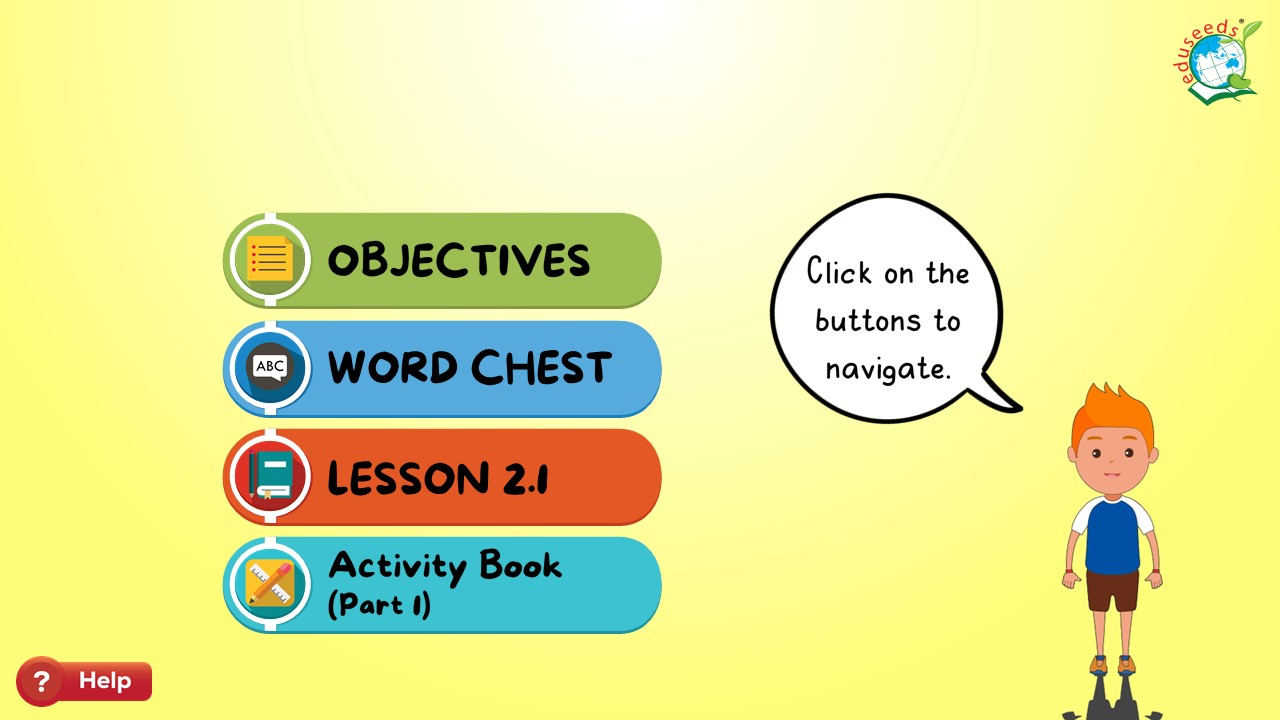 eduseeds®
OBJECTIVES
ABC
WORD CHEST
LESSON 2.1
Activity Book
(Part 1)
Click on the
buttons to
navigate.
? Help